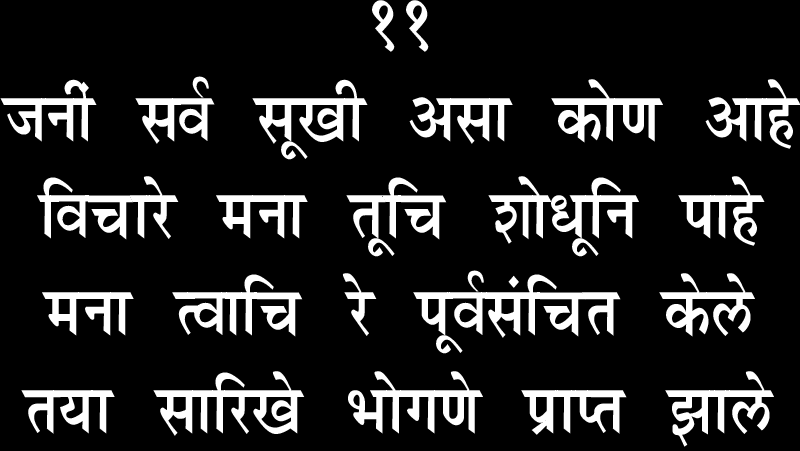 ११
जनीं सर्व सूखी असा कोण आहे
विचारे मना तूचि शोधूनि पाहे
मना त्वाचि रे पूर्वसंचित केले
तया सारिखे भोगणे प्राप्त झाले